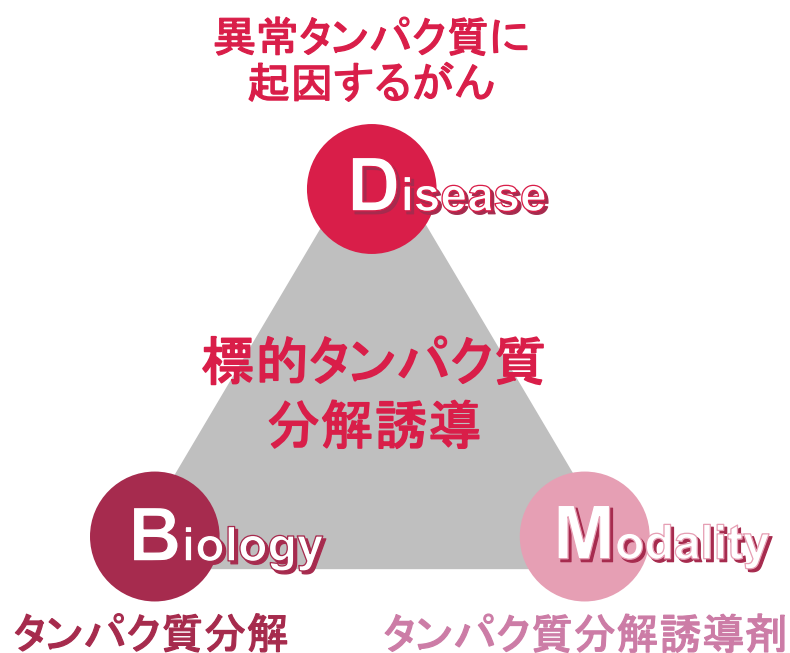 異常タンパク質に
起因するがん
Disease
標的タンパク質
分解誘導
Biology
Modality
タンパク質分解
タンパク質分解誘導剤